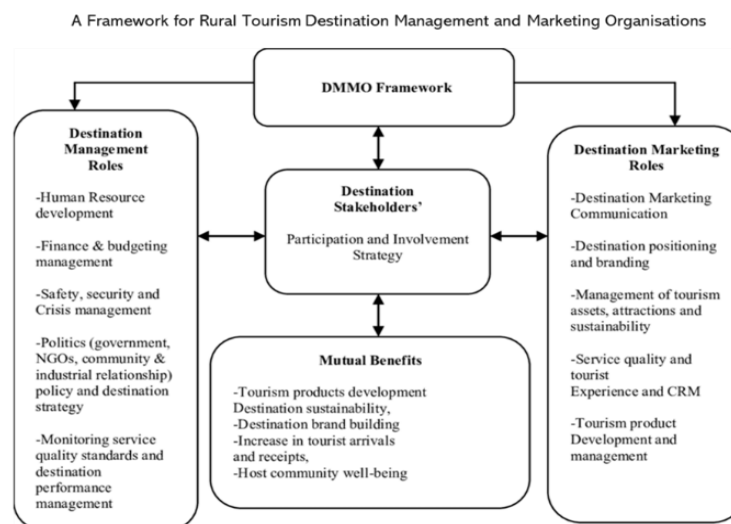 A Framework for Rural Tourism Destination Management and Marketing Organisations
DMMO Framework
Destination
Management
Roles
-Human Resource
development
-Finance & budgeting
management
-Safety, security and
Crisis management
-Politics (government,
NGOs, community &
industrial relationship)
policy and destination
strategy
-Monitoring service
quality standards and
destination
performance
management
Destination
Stakeholders’
Participation and Involvement
Strategy
Mutual Benefits
-Tourism products development
Destination sustainability,
-Destination brand building
-Increase in tourist arrivals
and receipts,
-Host community well-being
Destination Marketing
Roles
-Destination Marketing
Communication
-Destination positioning
and branding
-Management of tourism
assets, attractions and
sustainability
-Service quality and
tourist
Experience and CRM
-Tourism product
Development and
management